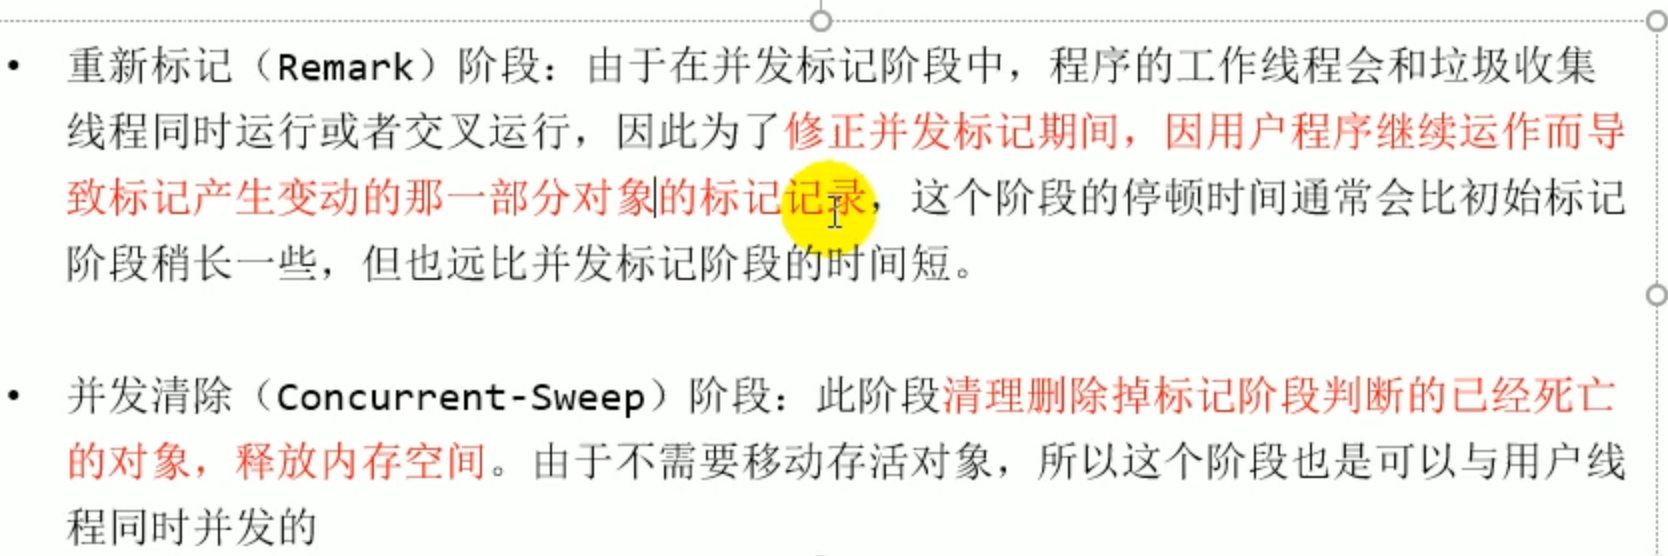 • 重新标记（Remark）阶段：由于在并发标记阶段中，程序的工作线程会和垃圾收集
线程同时运行或者交叉运行，因此为了修正并发标记期间，因用户程序继续运作而导
致标记产生变动的那一部分对象的标记记录，这个阶段的停顿时间通常会比初始标记
阶段稍长一些，但也远比并发标记阶段的时间短。
• 并发清除（Concurrent-Sweep）阶段：此阶段清理删除掉标记阶段判断的已经死亡
的对象，释放内存空间。由于不需要移动存活对象，所以这个阶段也是可以与用户线
程同时并发的